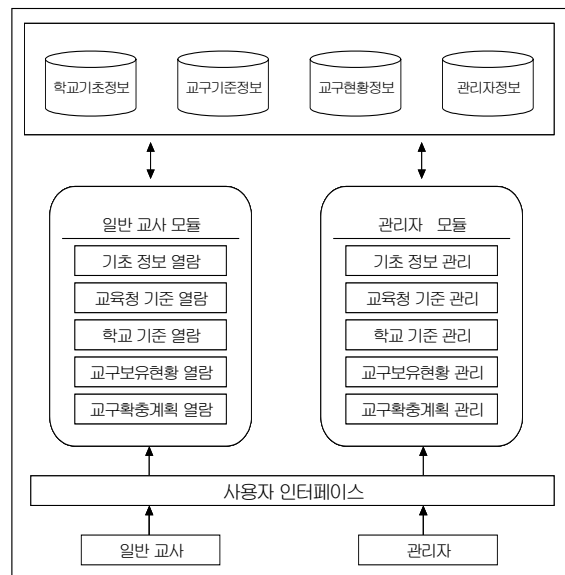 학교기초정보
교구기준정보
교구현황정보
관리자정보
일반 교사 모듈
기초 정보 열람
교육청 기준 열람
학교 기준 열람
교구보유현황 열람
교구확충계획 열람
관리자 모듈
기초 정보 관리
교육청 기준 관리
학교 기준 관리
교구보유현황 관리
교구확충계획 관리
사용자 인터페이스
일반 교사
관리자